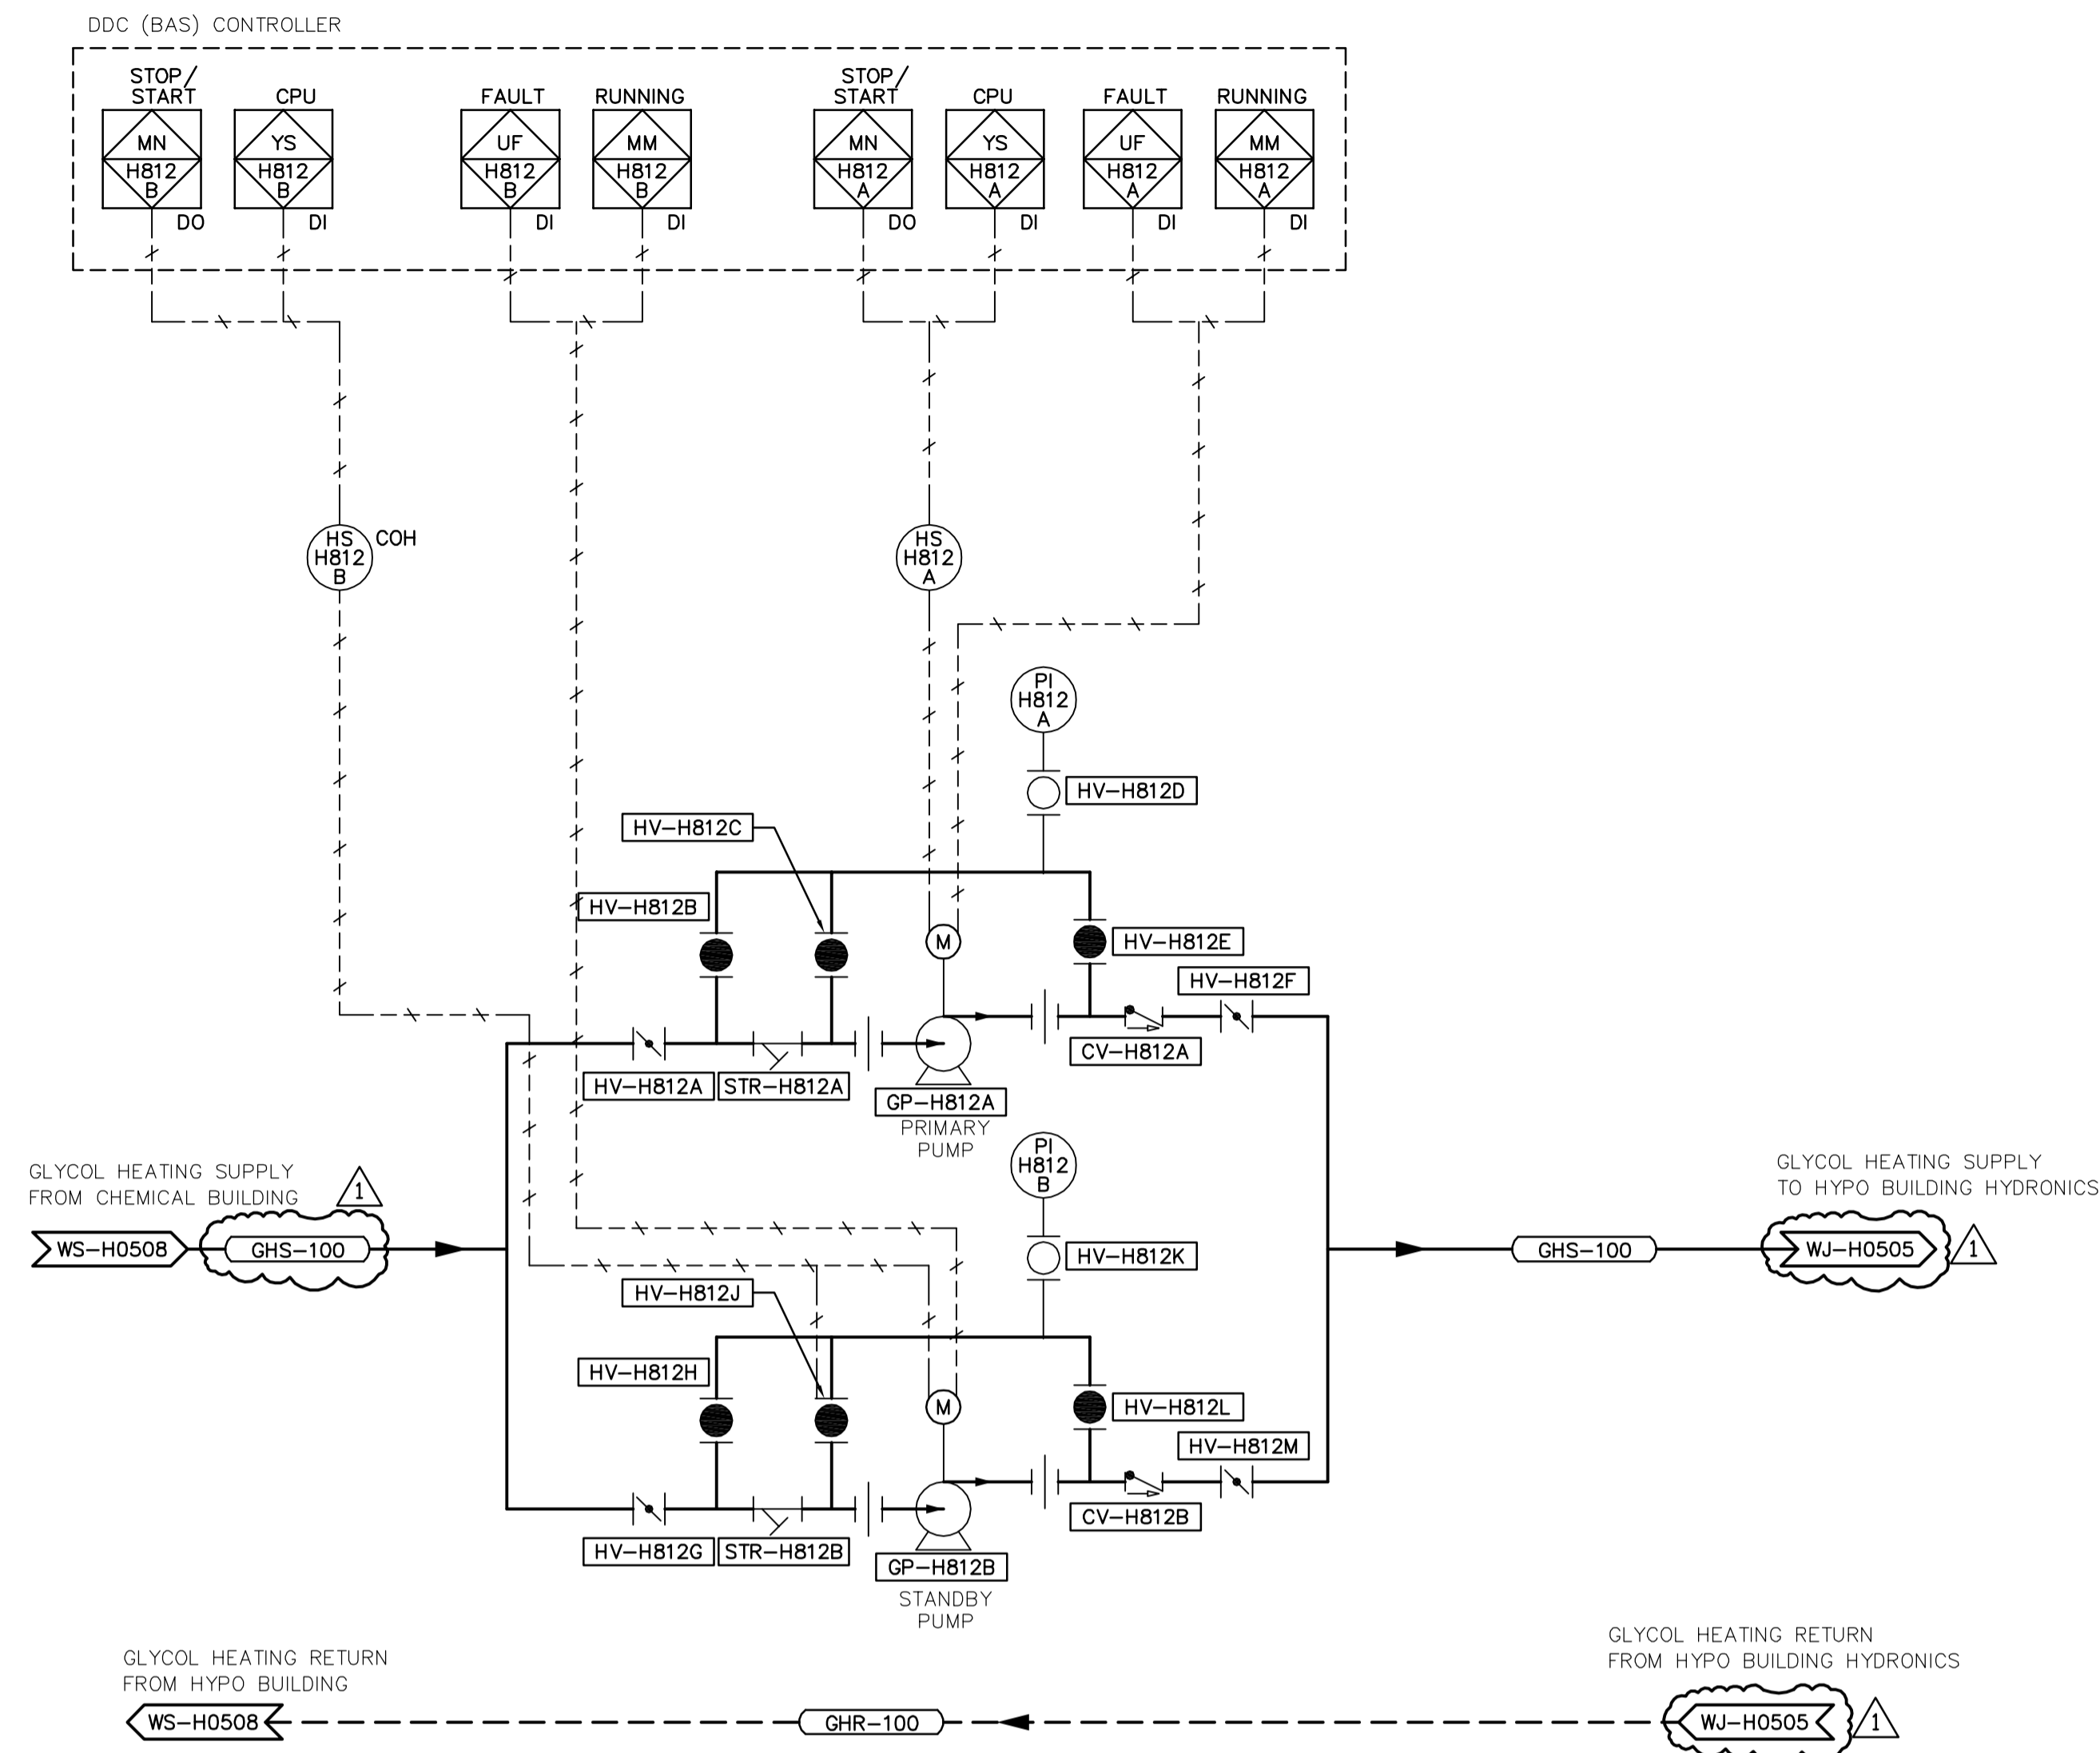 DDC (BAS) CONTROLLER
STOP/
START
CPU
FAULT
RUNNING
STOP/
START
CPU
FAULT
RUNNING
MN
H812
B
DO
YS
H812
B
DI
UF
H812
B
DI
MM
H812
B
DI
MN
H812
A
DO
YS
H812
A
DI
UF
H812
A
DI
MM
H812
A
DI
HS
H812
B
COH
HS
H812
A
PI
H812
A
HV-H812D
HV-H812C
HV-H812B
M
HV-H812E
HV-H812F
CV-H812A
HV-H812A
STR-H812A
GP-H812A
PRIMARY
PUMP
PI
H812
B
GLYCOL HEATING SUPPLY
FROM CHEMICAL BUILDING
1
WS-H0508
GHS-100
GLYCOL HEATING SUPPLY
TO HYPO BUILDING HYDRONICS
GHS-100
WJ-H0505
1
HV-H812K
HV-H812J
HV-H812H
M
HV-H812L
HV-H812M
CV-H812B
HV-H812G
STR-H812B
GP-H812B
STANDBY
PUMP
GLYCOL HEATING RETURN
FROM HYPO BUILDING
WS-H0508
GHR-100
GLYCOL HEATING RETURN
FROM HYPO BUILDING HYDRONICS
WJ-H0505
1